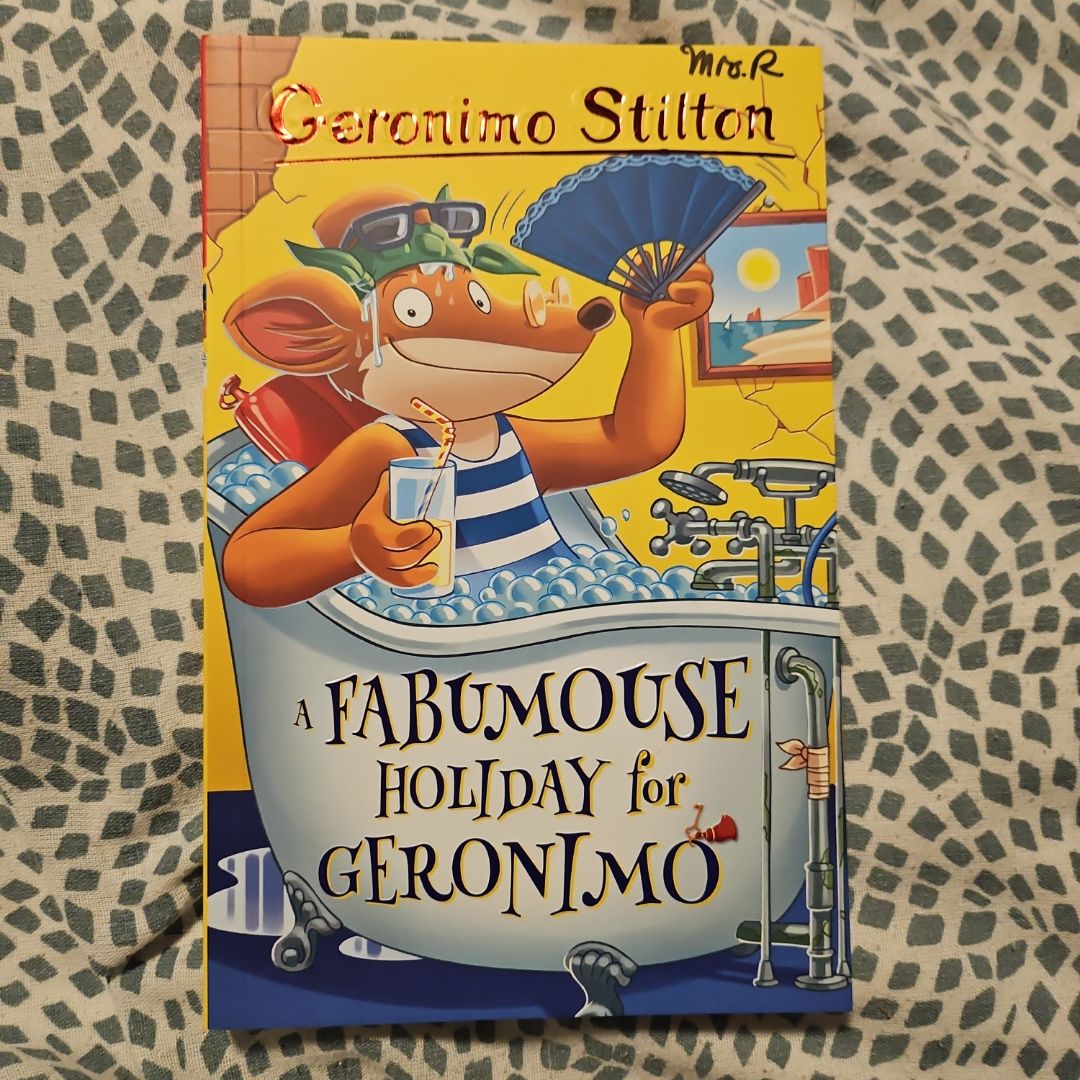 Mrs. R
Geronimo Stilton
A FABUMOUSE
HOLIDAY for
GERONIMO